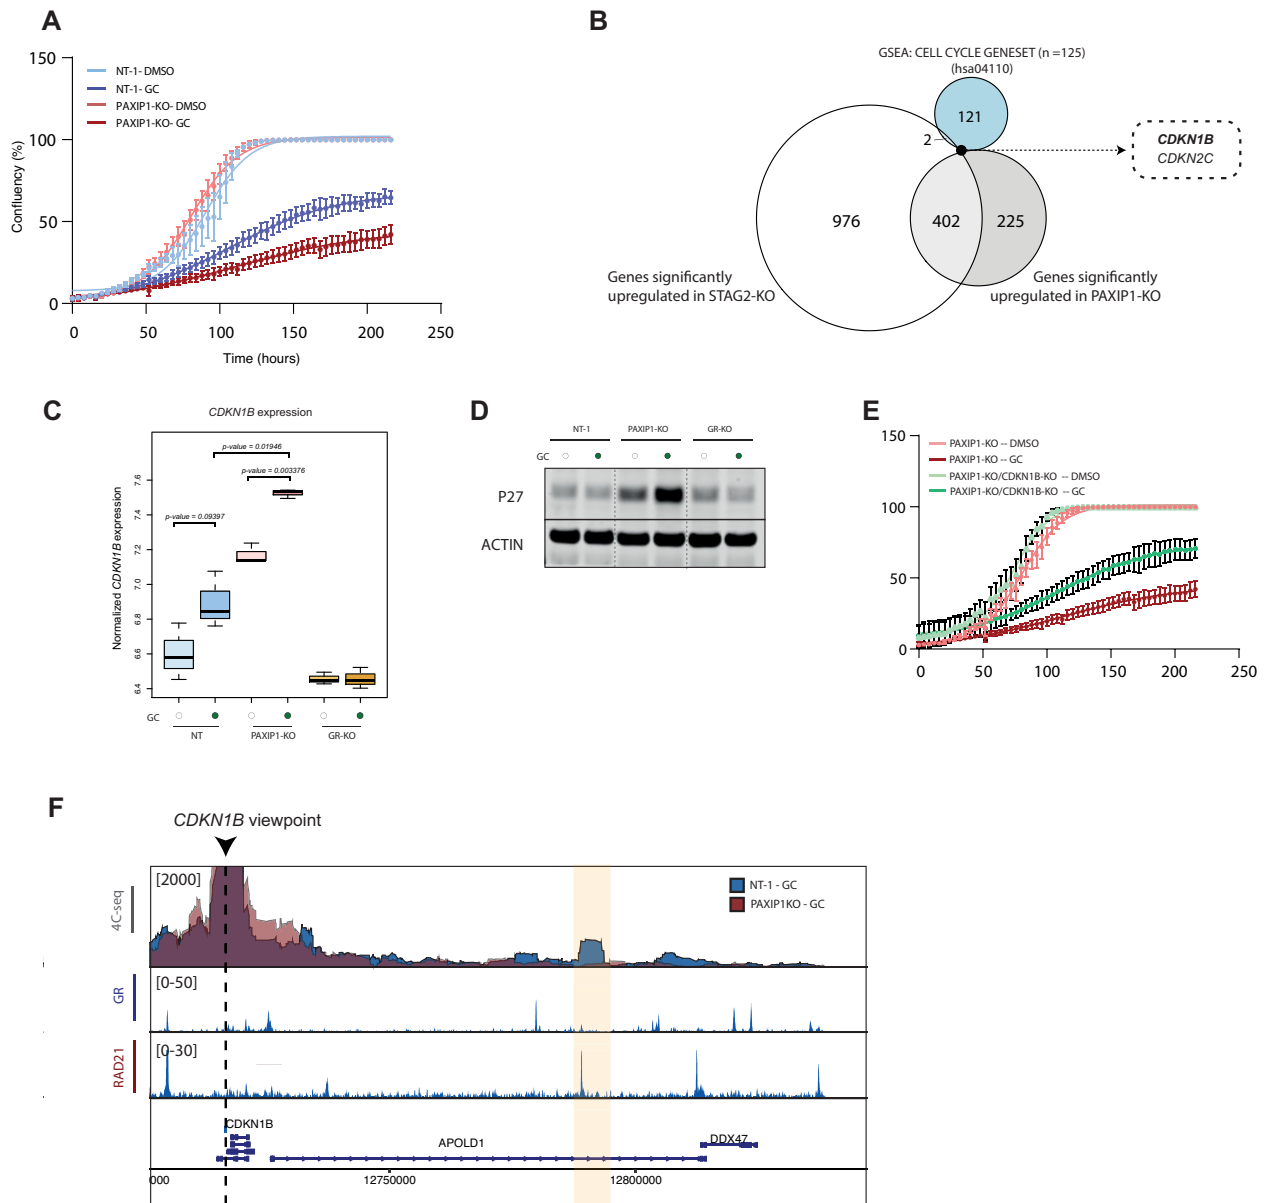 A
150
100
50
0
Confluency (%)
NT-1- DMSO
NT-1- GC
PAXIP1-KO- DMSO
PAXIP1-KO- GC
0
50
100
150
200
250
Time (hours)
B
GSEA: CELL CYCLE GENESET (n =125)
(hsa04110)
121
2
CDKN1B
CDKN2C
976
402
225
Genes significantly
upregulated in STAG2-KO
Genes significantly
upregulated in PAXIP1-KO
C
CDKN1B expression
p-value = 0.01946
p-value = 0.003376
p-value = 0.09397
Normalized CDKN1B expression
7.6
7.4
7.2
7.0
6.8
6.6
6.4
GC
NT
PAXIP1-KO
GR-KO
D
NT-1
PAXIP1-KO
GR-KO
GC
P27
ACTIN
E
150
100
50
0
PAXIP1-KO -- DMSO
PAXIP1-KO -- GC
PAXIP1-KO/CDKN1B-KO -- DMSO
PAXIP1-KO/CDKN1B-KO -- GC
0
50
100
150
200
250
F
CDKN1B viewpoint
4C-seq
[2000]
NT-1 - GC
PAXIP1KO - GC
GR
[0-50]
RAD21
[0-30]
CDKN1B
APOLD1
DDX47
000
12750000
12800000